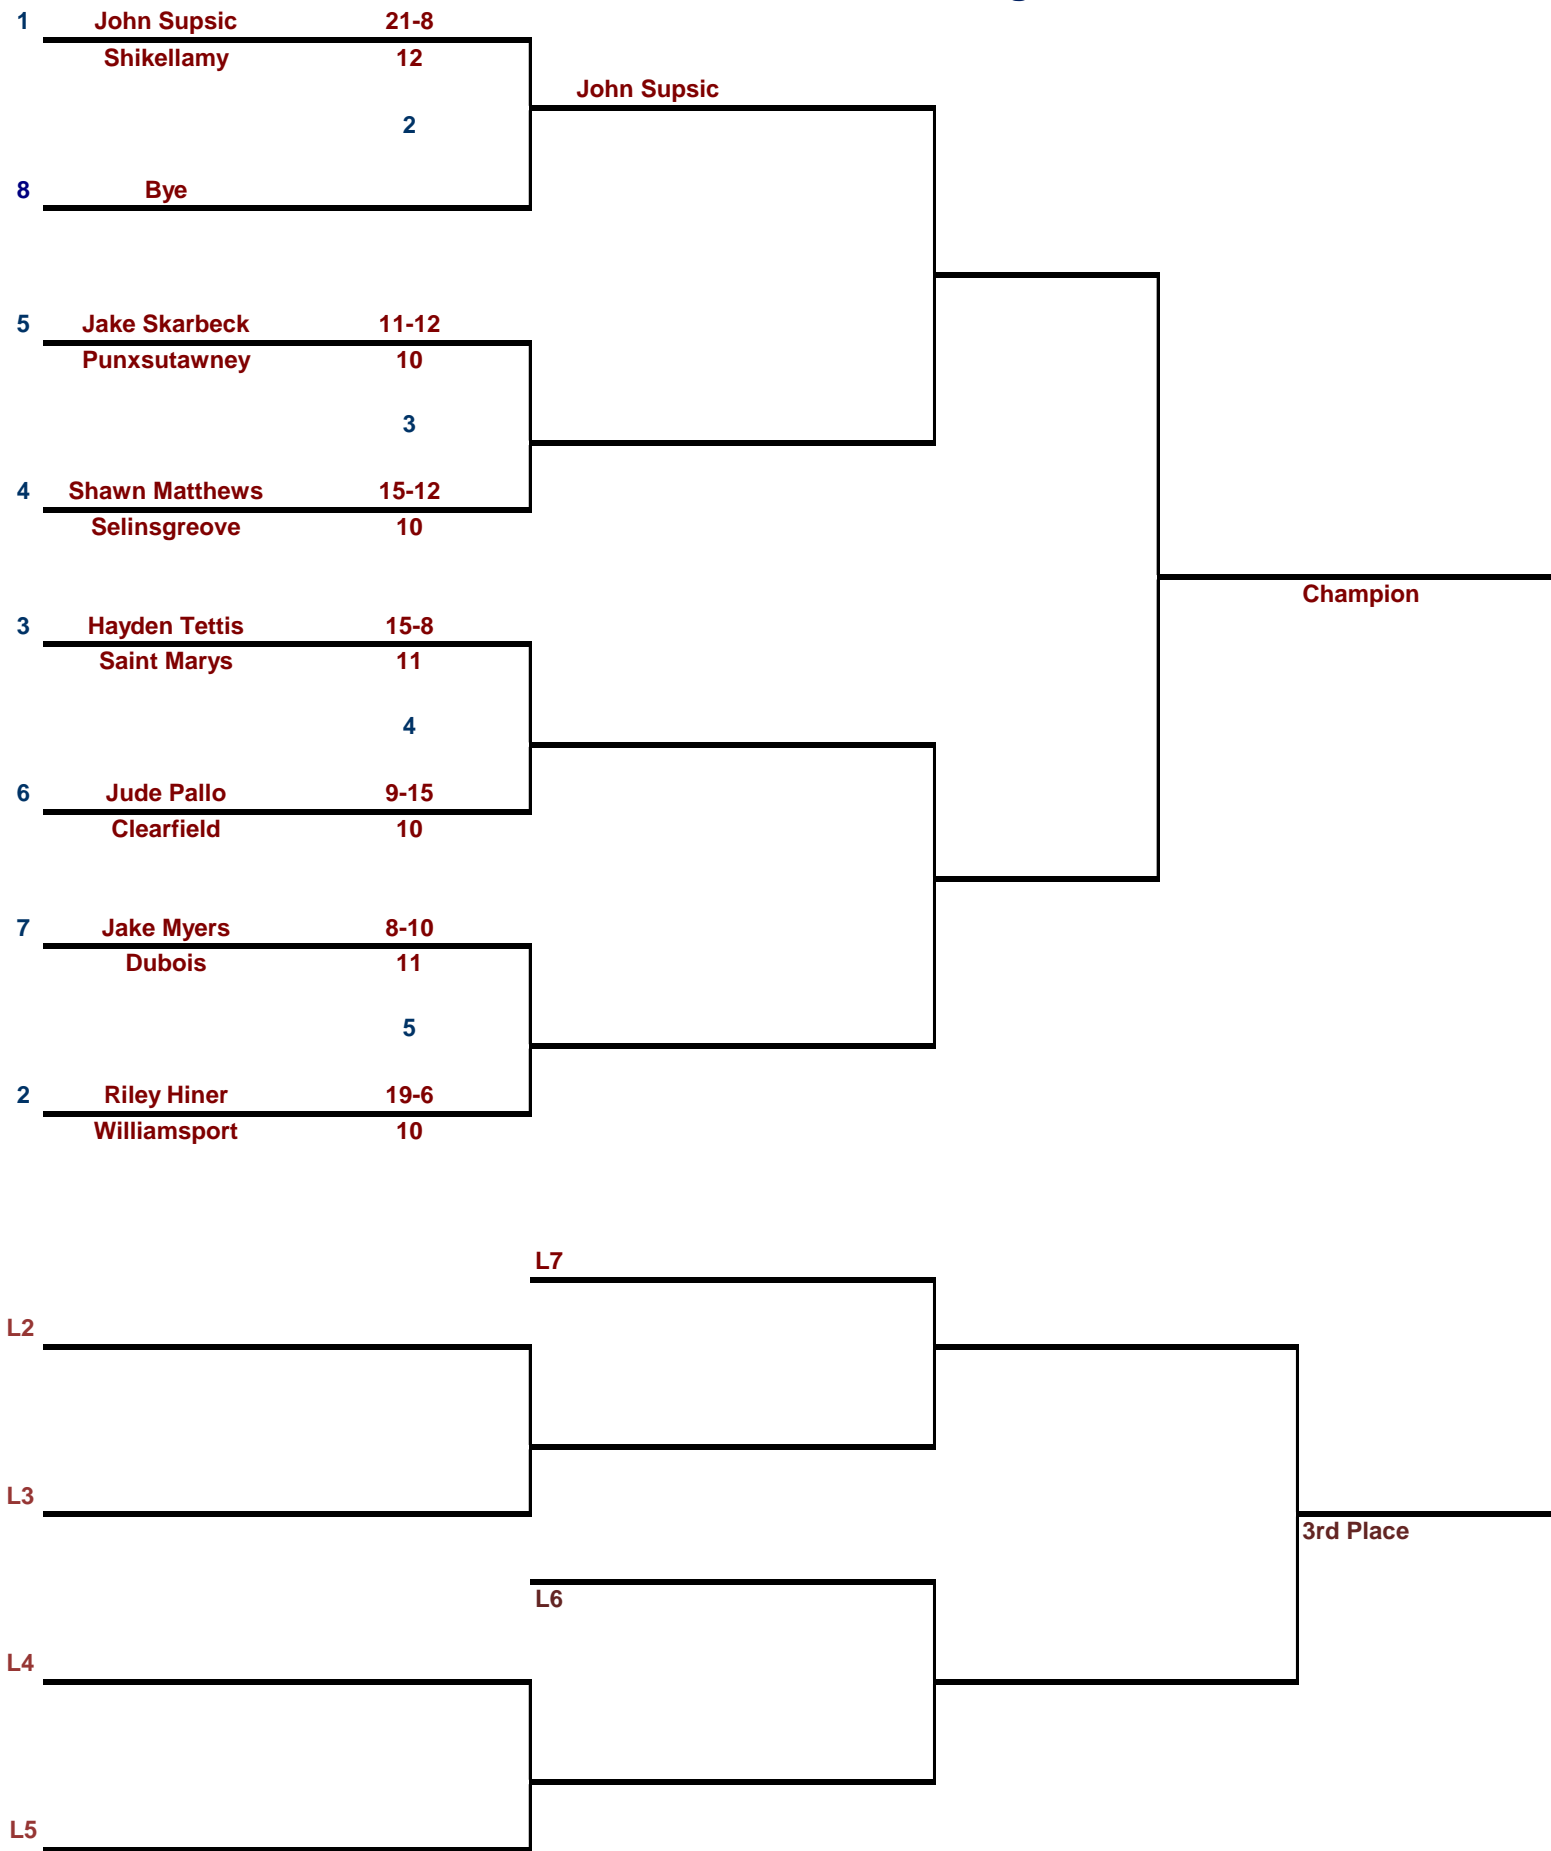 1 John Supsic 21-8
Shikellamy 12
John Supsic
2
8 Bye
5 Jake Skarbeck 11-12
Punxsutawney 10
3
4 Shawn Matthews 15-12
Selinsgreove 10
Champion
3 Hayden Tettis 15-8
Saint Marys 11
4
6 Jude Pallo 9-15
Clearfield 10
7 Jake Myers 8-10
Dubois 11
5
2 Riley Hiner 19-6
Williamsport 10
L7
L2
L3
3rd Place
L6
L4
L5